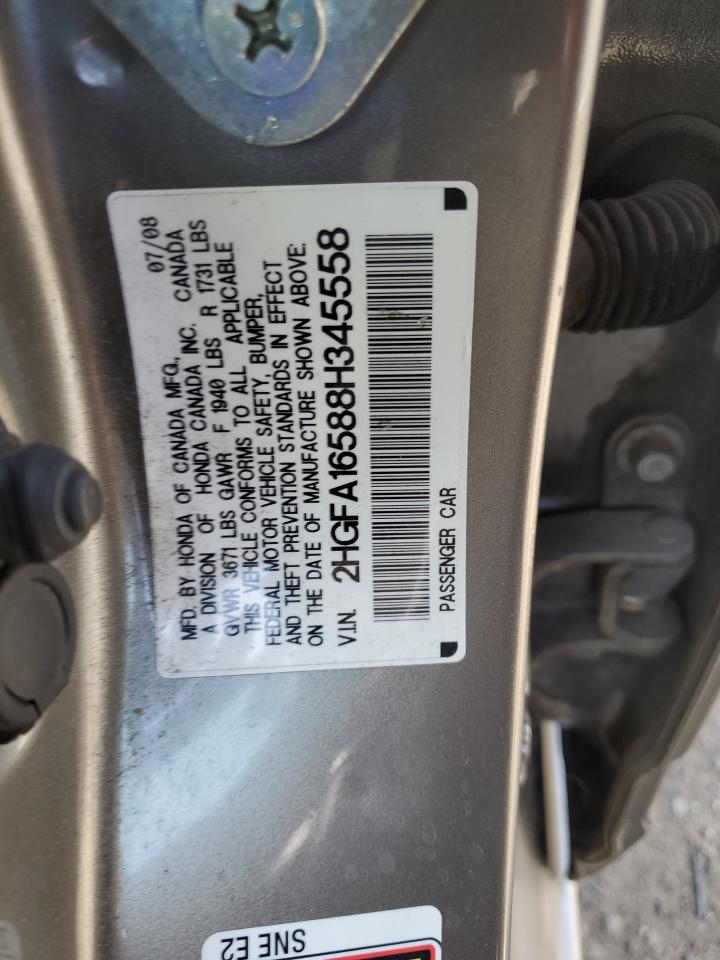 MFD. BY HONDA OF CANADA MFG., 07/08
A DIVISION OF HONDA CANADA INC. CANADA
GVWR 3671 LBS GAWR F 1940 LBS R 1731 LBS
THIS VEHICLE CONFORMS TO ALL APPLICABLE
FEDERAL MOTOR VEHICLE SAFETY, BUMPER,
AND THEFT PREVENTION STANDARDS IN EFFECT
ON THE DATE OF MANUFACTURE SHOWN ABOVE.
V.I.N. 2HGFA16588H345558
PASSENGER CAR
SNE E2